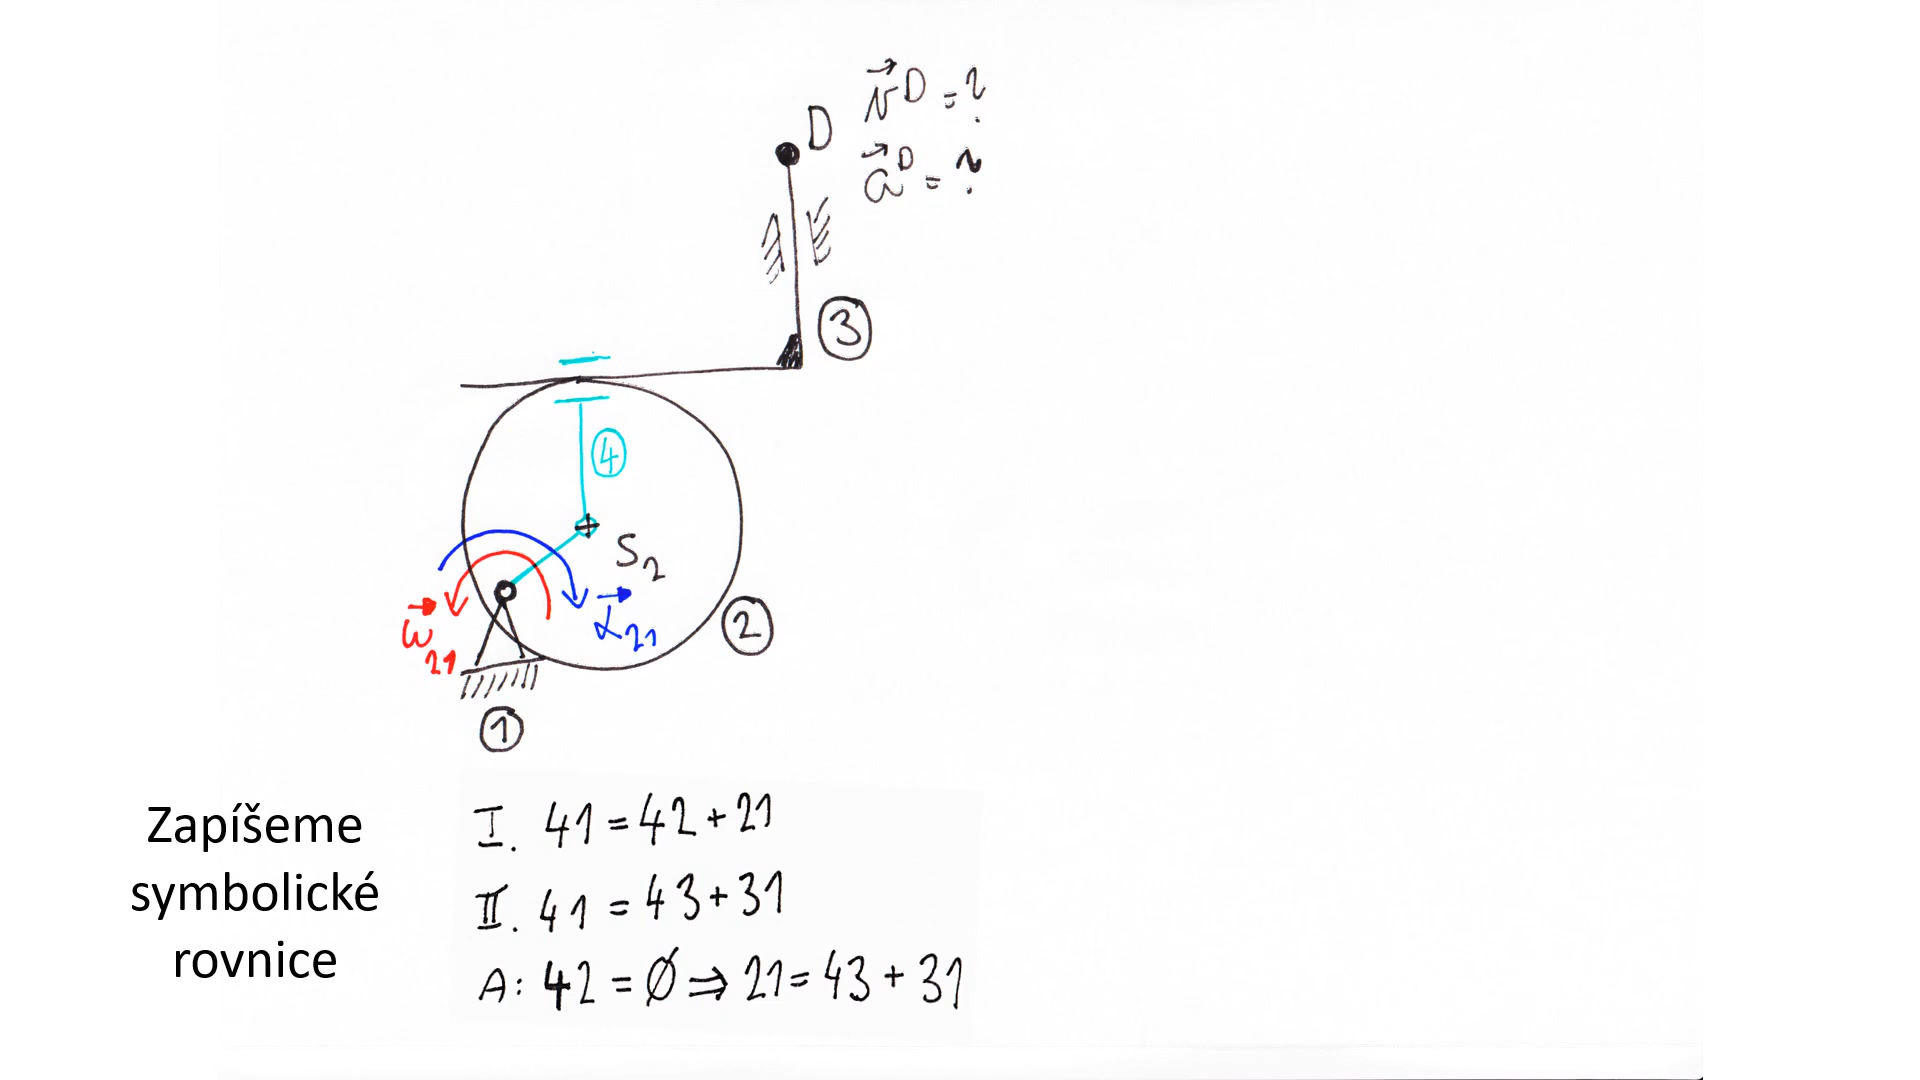 D
v⃗ᴰ = ?
a⃗ᴰ = ?
3
4
S₂
ω⃗₂₁
α⃗₂₁
2
1
Zapíšeme
symbolické
rovnice
I. 41 = 42 + 21
II. 41 = 43 + 31
A: 42 = ∅ ⇒ 21 = 43 + 31